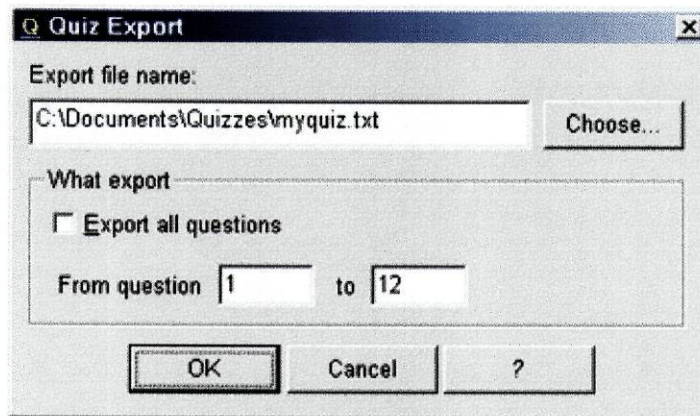 Q Quiz Export
Export file name:
C:\Documents\Quizzes\myquiz.txt Choose...
What export
Export all questions
From question 1 to 12
OK Cancel ?